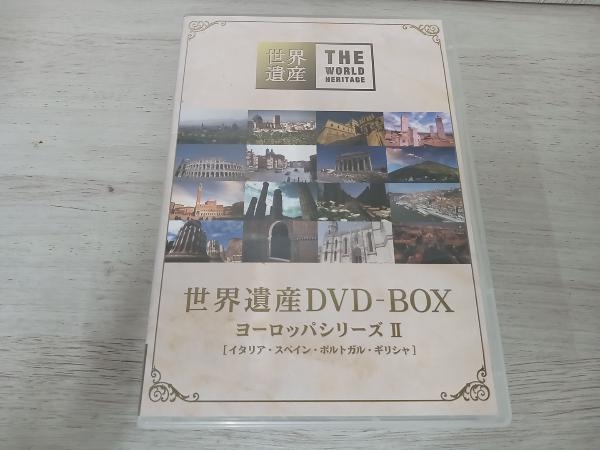 世界
遺産
THE
WORLD
HERITAGE
世界遺産DVD-BOX
ヨーロッパシリーズ II
[イタリア・スペイン・ポルトガル・ギリシャ]